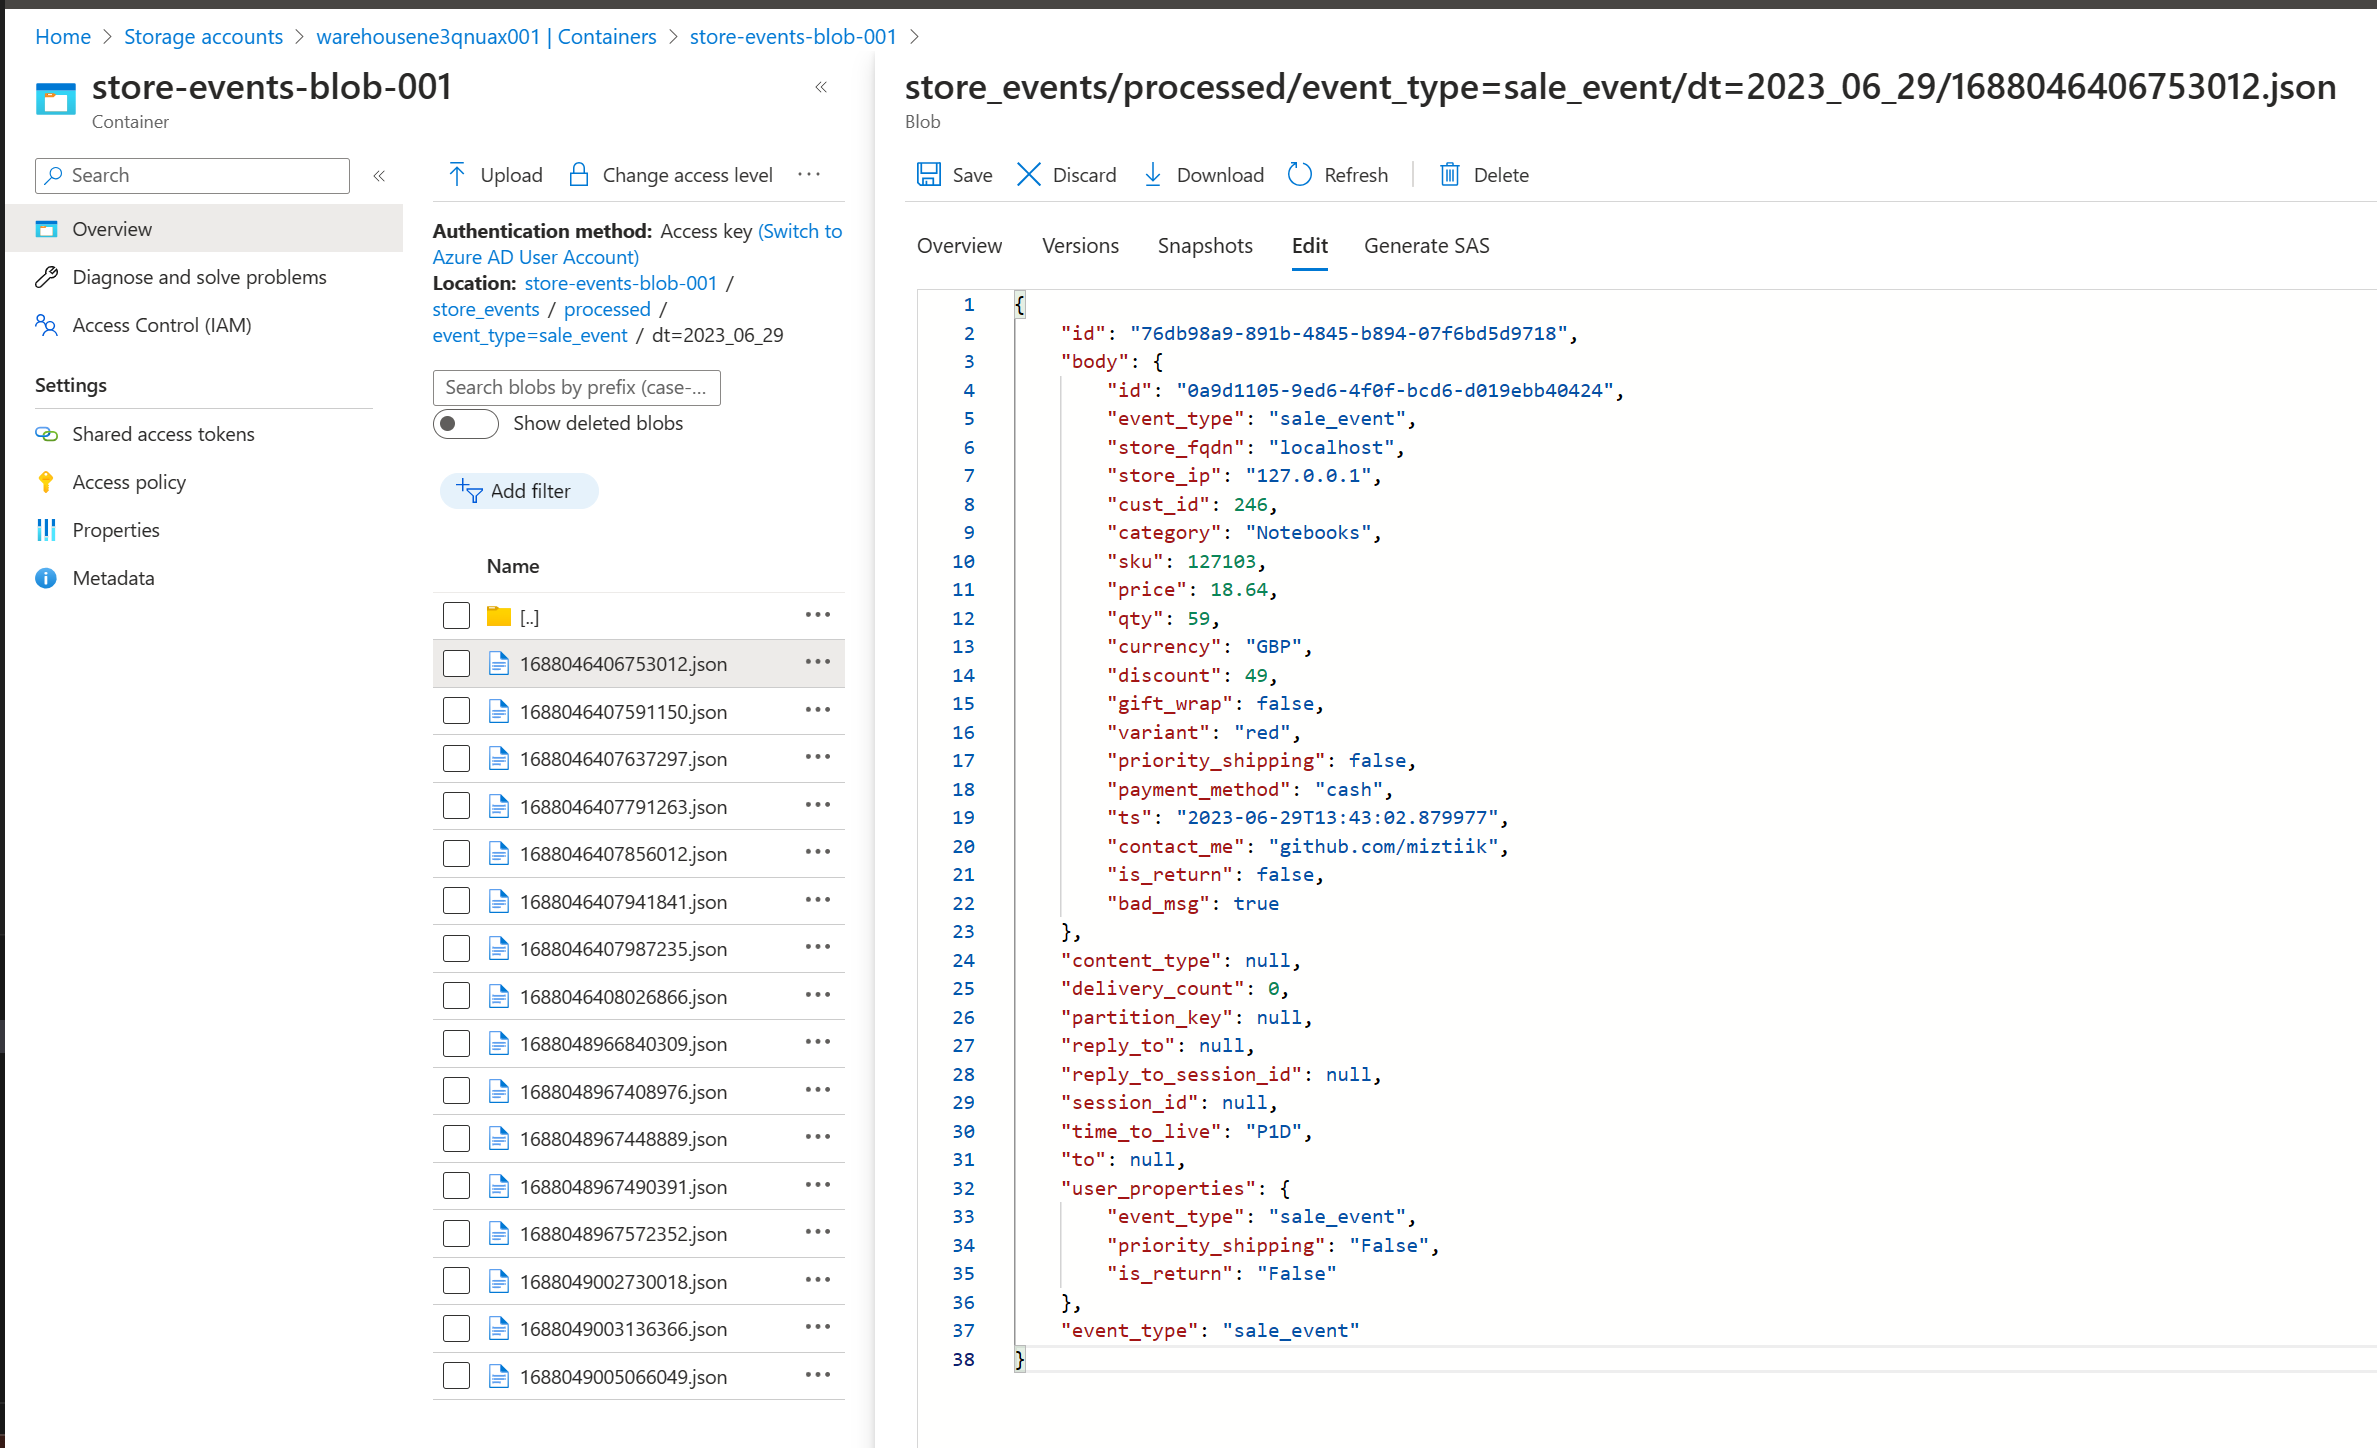 Home > Storage accounts > warehousene3qnuax001 | Containers > store-events-blob-001 >
store-events-blob-001
Container
Search
Overview
Diagnose and solve problems
Access Control (IAM)
Settings
Shared access tokens
Access policy
Properties
Metadata
Upload Change access level ...
Authentication method: Access key (Switch to
Azure AD User Account)
Location: store-events-blob-001 /
store_events / processed /
event_type=sale_event / dt=2023_06_29
Search blobs by prefix (case-...
Show deleted blobs
Add filter
Name
[..]
1688046406753012.json
1688046407591150.json
1688046407637297.json
1688046407791263.json
1688046407856012.json
1688046407941841.json
1688046407987235.json
1688046408026866.json
1688048966840309.json
1688048967408976.json
1688048967448889.json
1688048967490391.json
1688048967572352.json
1688049002730018.json
1688049003136366.json
1688049005066049.json
store_events/processed/event_type=sale_event/dt=2023_06_29/1688046406753012.json
Blob
Save Discard Download Refresh Delete
Overview Versions Snapshots Edit Generate SAS
1 {
2 "id": "76db98a9-891b-4845-b894-07f6bd5d9718",
3 "body": {
4 "id": "0a9d1105-9ed6-4f0f-bcd6-d019ebb40424",
5 "event_type": "sale_event",
6 "store_fqdn": "localhost",
7 "store_ip": "127.0.0.1",
8 "cust_id": 246,
9 "category": "Notebooks",
10 "sku": 127103,
11 "price": 18.64,
12 "qty": 59,
13 "currency": "GBP",
14 "discount": 49,
15 "gift_wrap": false,
16 "variant": "red",
17 "priority_shipping": false,
18 "payment_method": "cash",
19 "ts": "2023-06-29T13:43:02.879977",
20 "contact_me": "github.com/miztiik",
21 "is_return": false,
22 "bad_msg": true
23 },
24 "content_type": null,
25 "delivery_count": 0,
26 "partition_key": null,
27 "reply_to": null,
28 "reply_to_session_id": null,
29 "session_id": null,
30 "time_to_live": "P1D",
31 "to": null,
32 "user_properties": {
33 "event_type": "sale_event",
34 "priority_shipping": "False",
35 "is_return": "False"
36 },
37 "event_type": "sale_event"
38 }